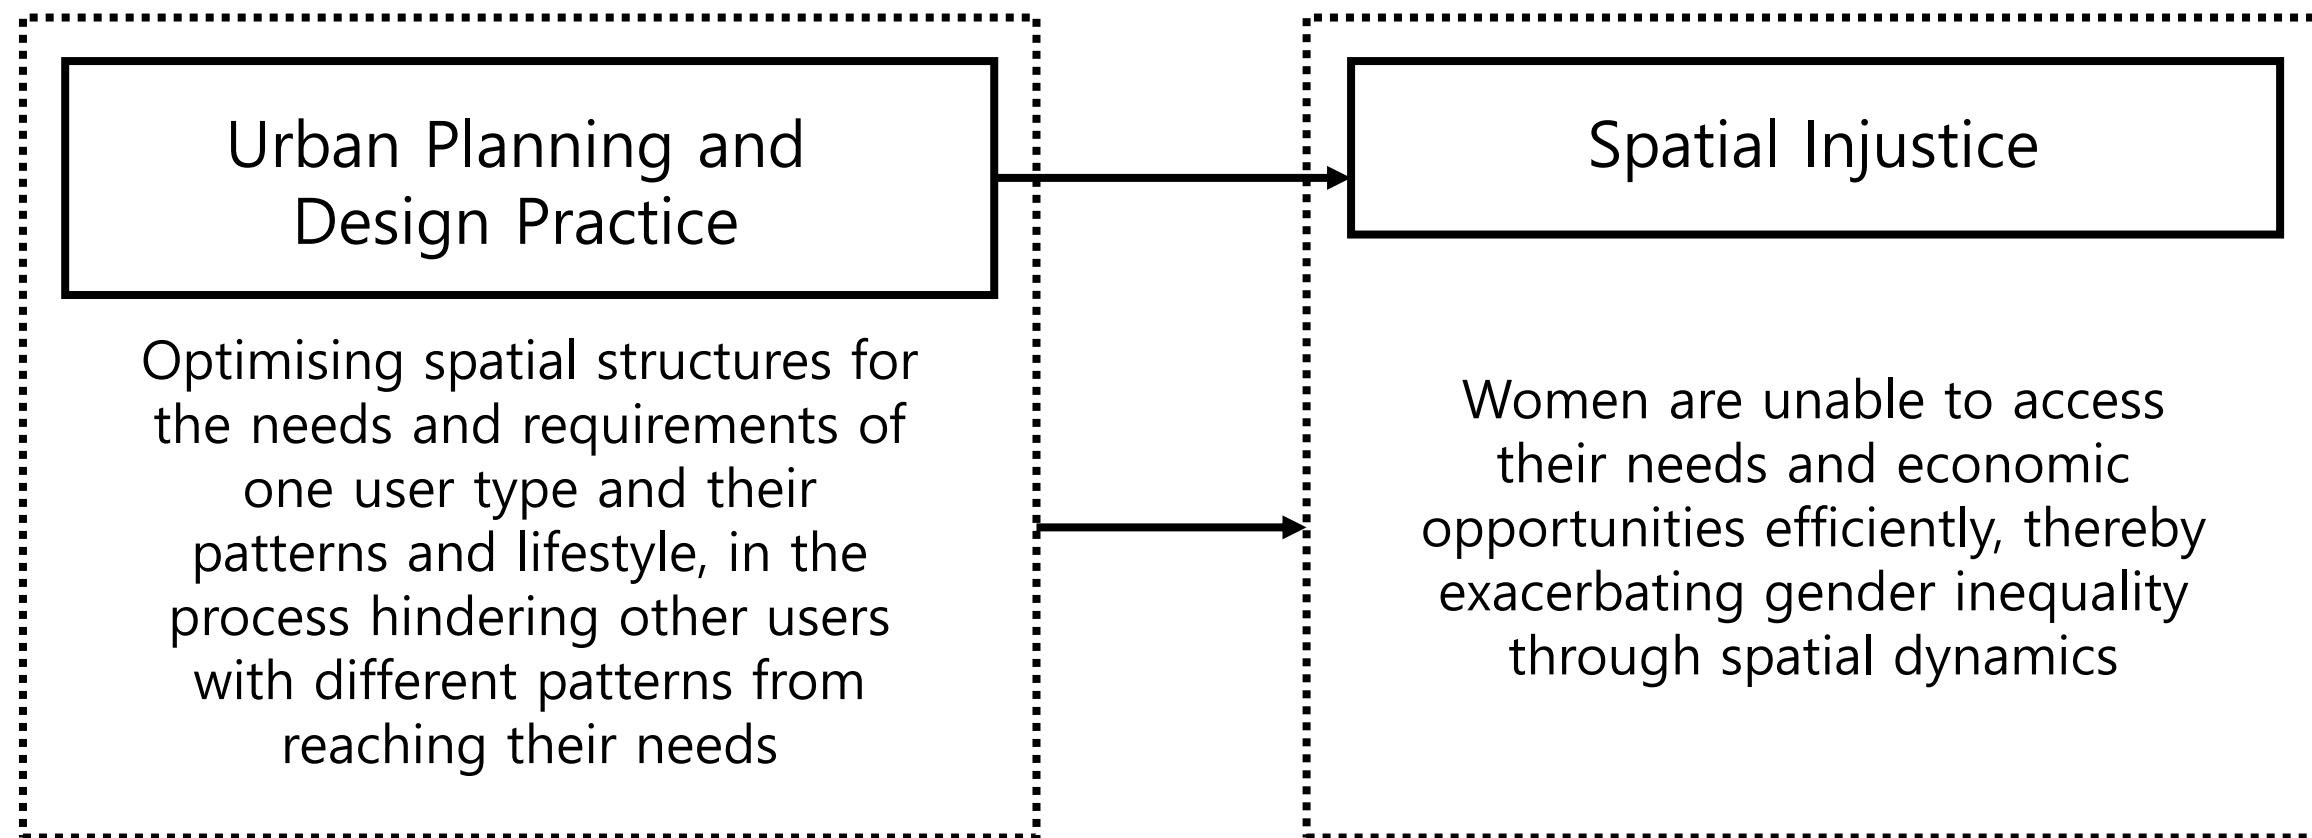 Urban Planning and
Design Practice
Optimising spatial structures for
the needs and requirements of
one user type and their
patterns and lifestyle, in the
process hindering other users
with different patterns from
reaching their needs
Spatial Injustice
Women are unable to access
their needs and economic
opportunities efficiently, thereby
exacerbating gender inequality
through spatial dynamics